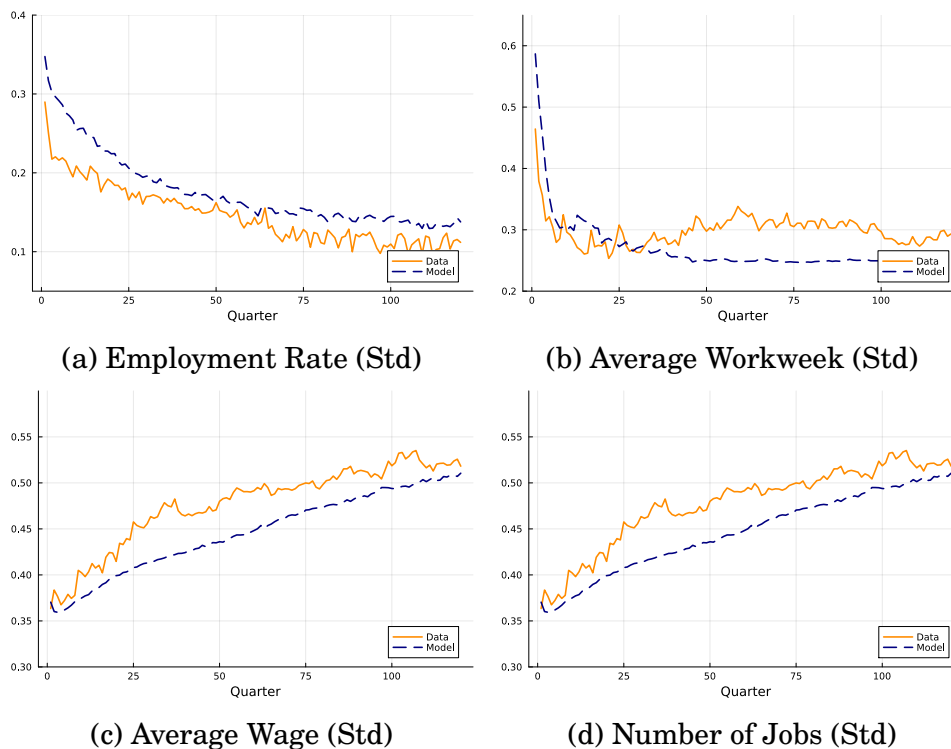 0.4
0.3
0.2
0.1
0 25 50 75 100
Quarter
Data
Model
(a) Employment Rate (Std)
0.6
0.5
0.4
0.3
0.2
0 25 50 75 100
Quarter
Data
Model
(b) Average Workweek (Std)
0.55
0.50
0.45
0.40
0.35
0.30
0 25 50 75 100
Quarter
Data
Model
(c) Average Wage (Std)
0.55
0.50
0.45
0.40
0.35
0.30
0 25 50 75 100
Quarter
Data
Model
(d) Number of Jobs (Std)